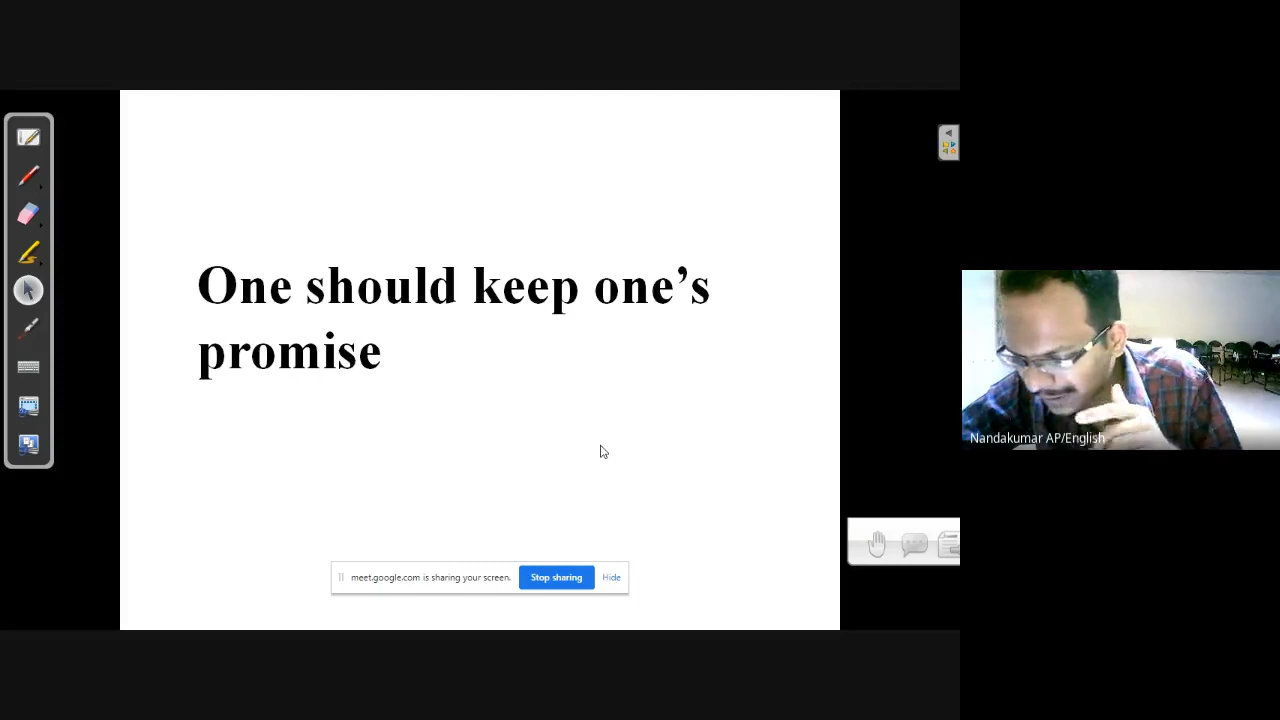 One should keep one’s
promise
Nandakumar AP/English
meet.google.com is sharing your screen.
Stop sharing
Hide